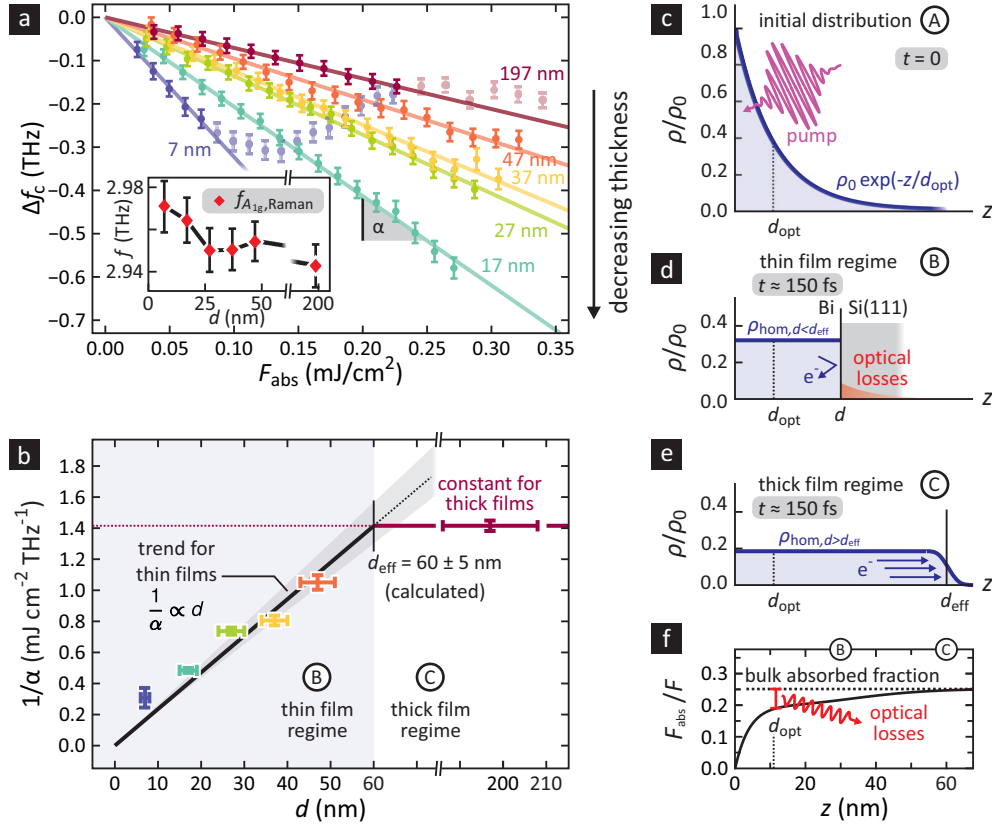 a
0.0
−0.1
−0.2
−0.3
−0.4
−0.5
−0.6
−0.7
Δf_c (THz)
197 nm
47 nm
37 nm
27 nm
17 nm
7 nm
α
decreasing thickness
2.98
2.94
f (THz)
f_{A_{1g},Raman}
0 25 50 200
d (nm)
0.00 0.05 0.10 0.15 0.20 0.25 0.30 0.35
F_abs (mJ/cm²)
b
1.8
1.6
1.4
1.2
1.0
0.8
0.6
0.4
0.2
0.0
1/α (mJ cm⁻² THz⁻¹)
constant for
thick films
trend for
thin films
1/α ∝ d
d_eff = 60 ± 5 nm
(calculated)
B
thin film
regime
C
thick film
regime
0 10 20 30 40 50 60 70 200 210
d (nm)
c
initial distribution A
t = 0
1.0
0.8
0.6
0.4
0.2
0.0
ρ/ρ₀
pump
ρ₀ exp(-z/d_opt)
d_opt
z
d
thin film regime B
t ≈ 150 fs
Bi Si(111)
0.4
0.2
0.0
ρ/ρ₀
ρ_{hom,d<d_eff}
e⁻
optical
losses
d_opt
d
z
e
thick film regime C
t ≈ 150 fs
0.4
0.2
0.0
ρ/ρ₀
ρ_{hom,d>d_eff}
e⁻
d_opt
d_eff
z
f
B C
0.3
0.2
0.1
0.0
F_abs/F
bulk absorbed fraction
optical
losses
d_opt
0 20 40 60
z (nm)